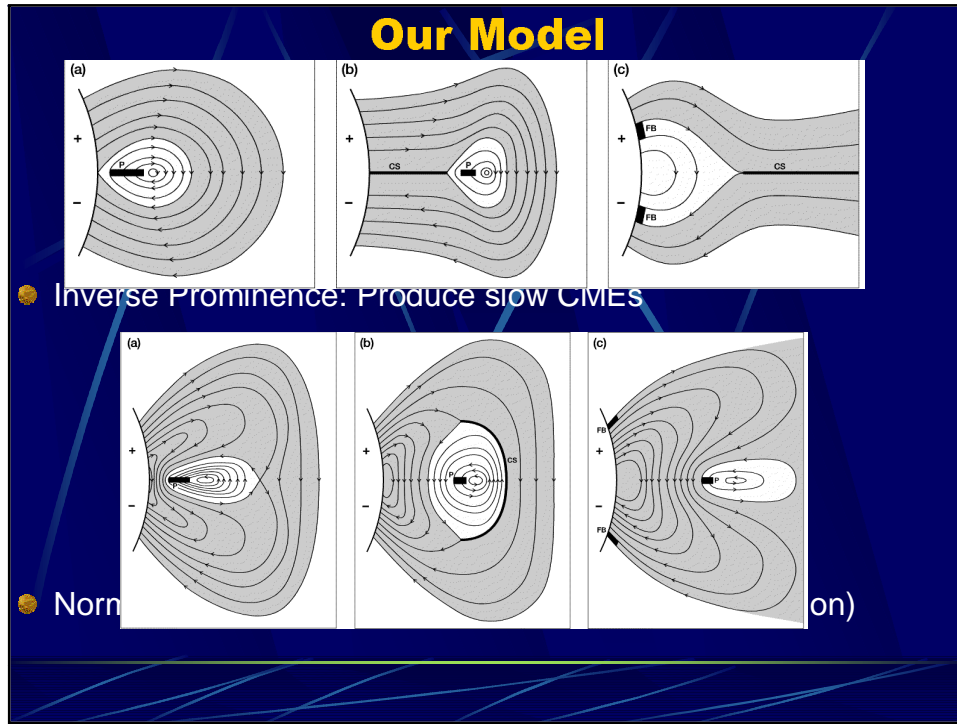 Our Model
(a) (b) (c)
+ P −
+ CS P −
+ FB CS − FB
Inverse Prominence: Produce slow CMEs
(a) (b) (c)
+ P −
+ P CS −
FB + P − FB
Norm on)